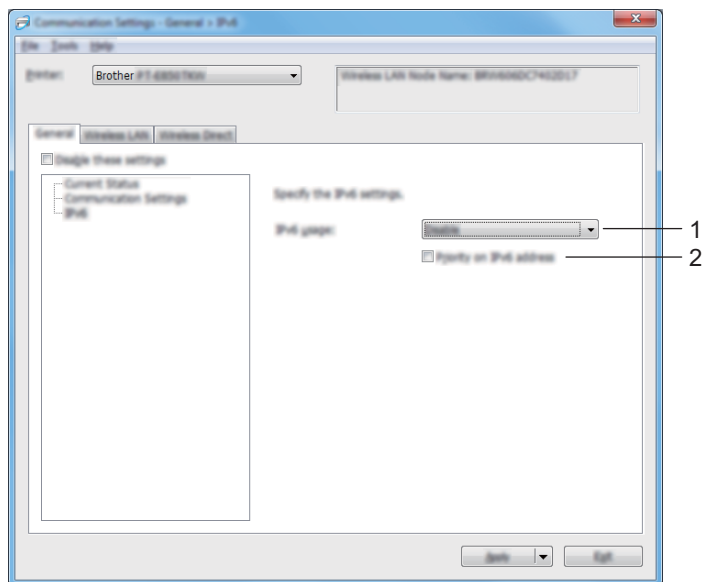 Communication Settings - General > IPv6
File Tools Help
Printer:
Brother PT-E850TKW
Wireless LAN Node Name: BRW606DC7402D17
General Wireless LAN Wireless Direct
Disable these settings
Current Status
Communication Settings
IPv6
Specify the IPv6 settings.
IPv6 usage:
Disable
1
Priority on IPv6 address
2
Apply
Exit